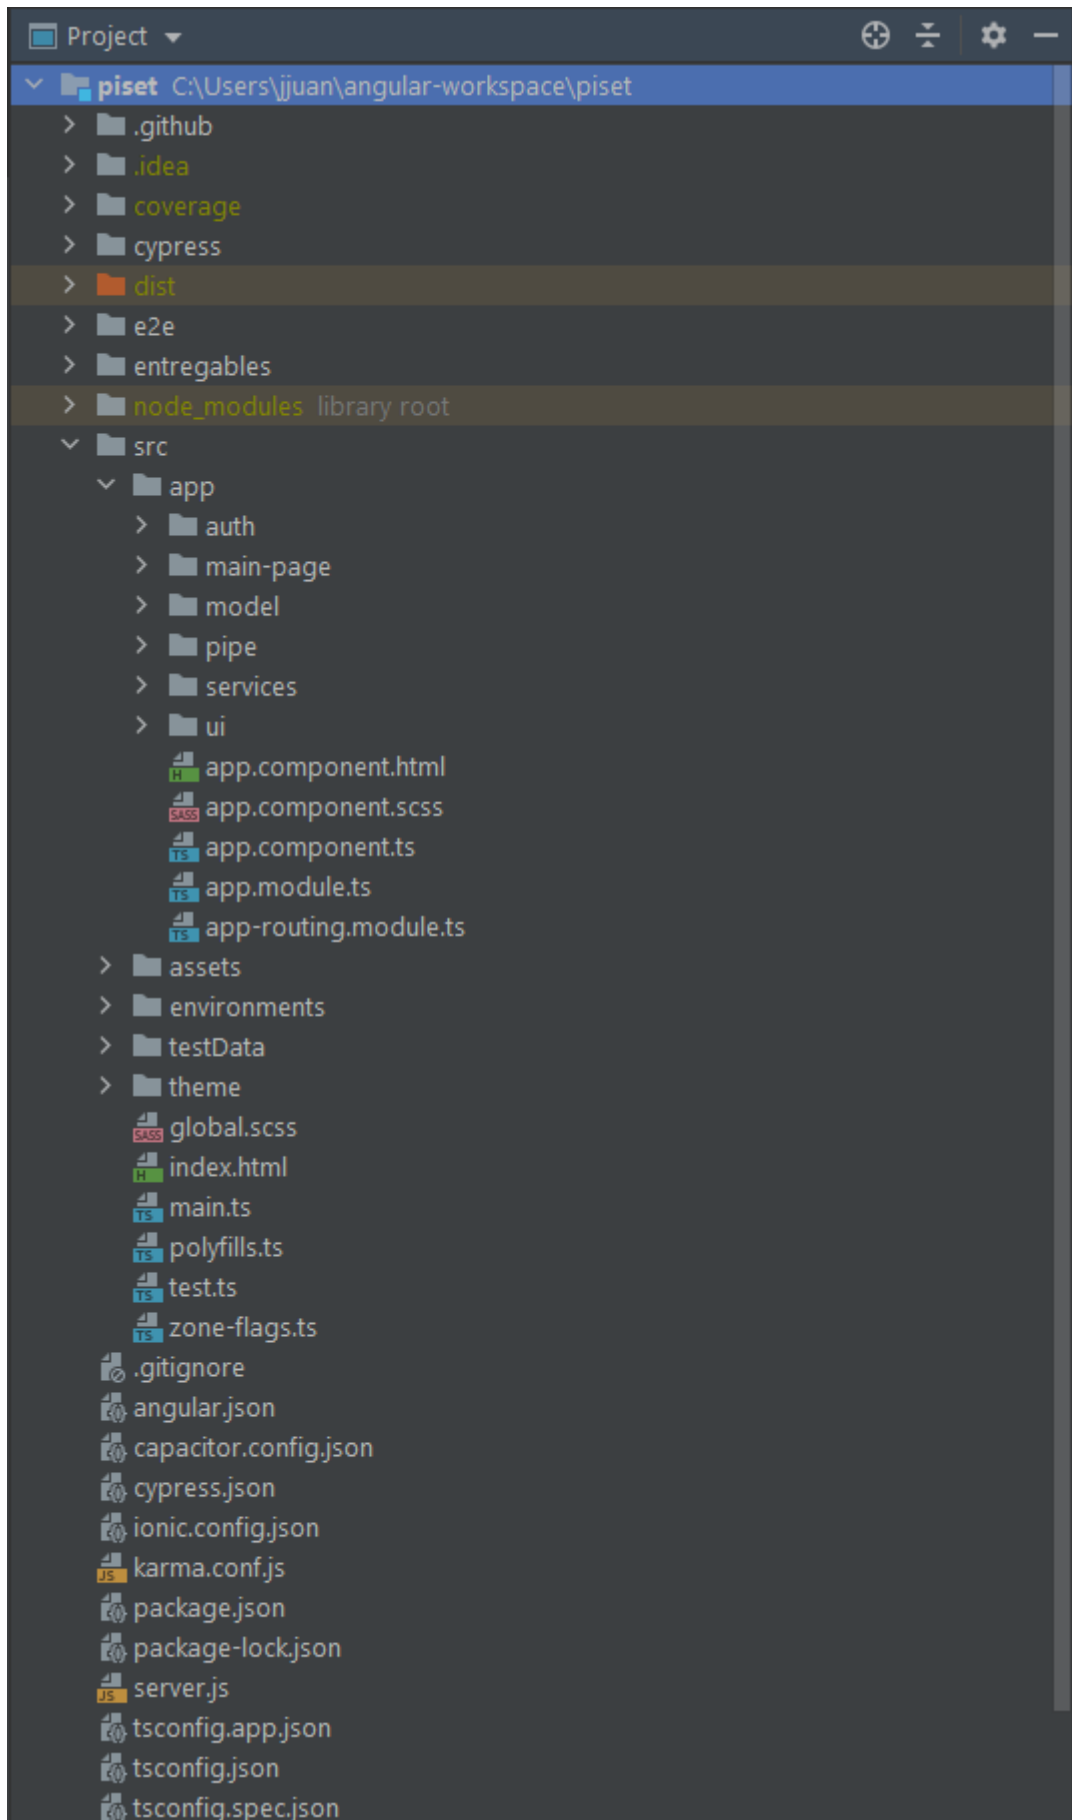 Project
piset C:\Users\jjuan\angular-workspace\piset
.github
.idea
coverage
cypress
dist
e2e
entregables
node_modules library root
src
app
auth
main-page
model
pipe
services
ui
app.component.html
app.component.scss
app.component.ts
app.module.ts
app-routing.module.ts
assets
environments
testData
theme
global.scss
index.html
main.ts
polyfills.ts
test.ts
zone-flags.ts
.gitignore
angular.json
capacitor.config.json
cypress.json
ionic.config.json
karma.conf.js
package.json
package-lock.json
server.js
tsconfig.app.json
tsconfig.json
tsconfig.spec.json